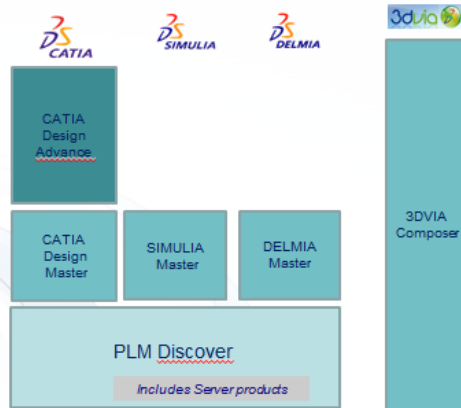 CATIA
SIMULIA
DELMIA
3dvia
CATIA
Design
Advance
CATIA
Design
Master
SIMULIA
Master
DELMIA
Master
3DVIA
Composer
PLM Discover
Includes Server products